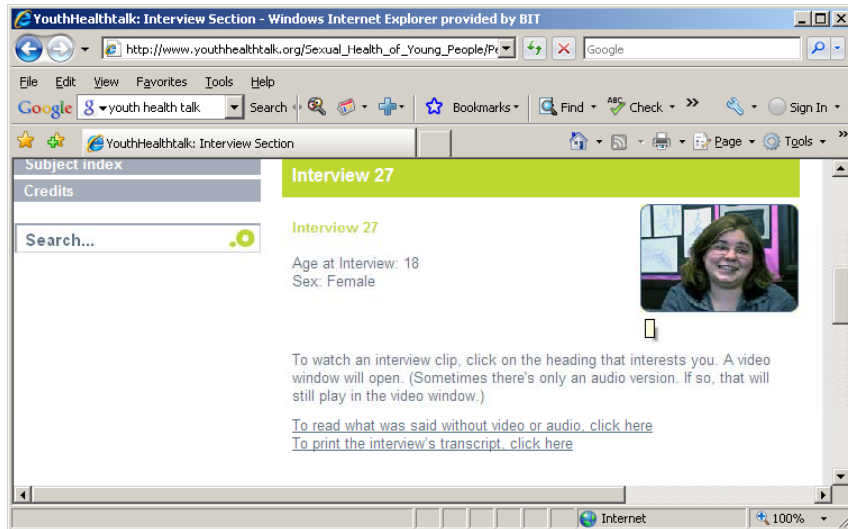 YouthHealthtalk: Interview Section - Windows Internet Explorer provided by BIT
http://www.youthhealthtalk.org/Sexual_Health_of_Young_People/Pe
Google
File Edit View Favorites Tools Help
Google youth health talk Search Bookmarks Find ABC Check » Sign In
YouthHealthtalk: Interview Section Page Tools »
Subject index
Credits
Search...
Interview 27
Interview 27
Age at Interview: 18
Sex: Female
To watch an interview clip, click on the heading that interests you. A video
window will open. (Sometimes there's only an audio version. If so, that will
still play in the video window.)
To read what was said without video or audio, click here
To print the interview's transcript, click here
Internet 100%